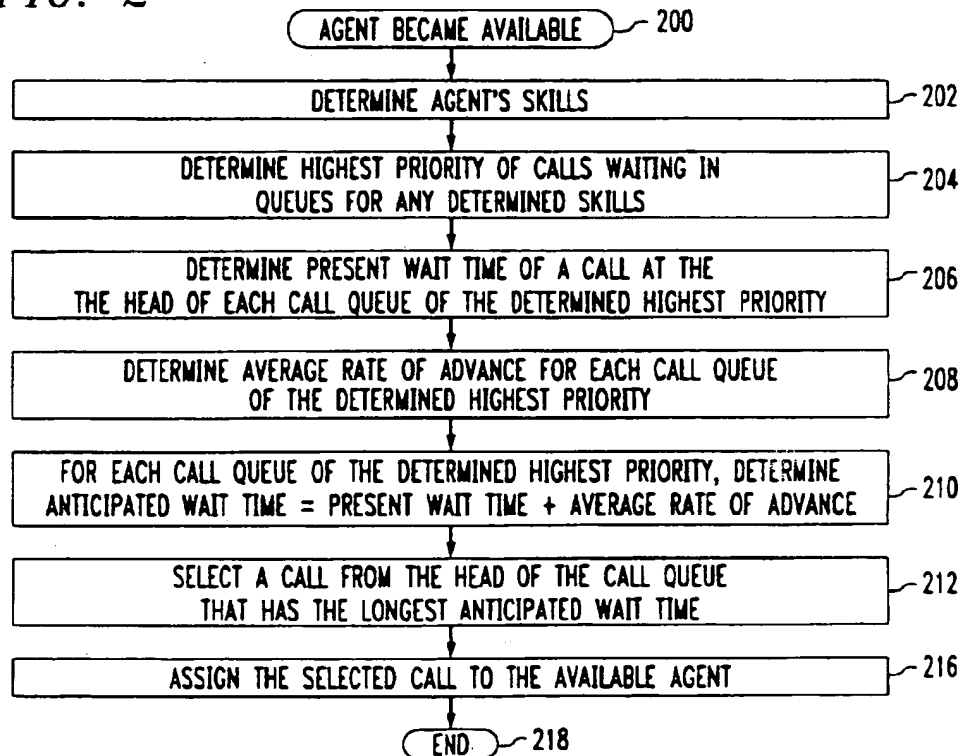 FIG. 2
AGENT BECAME AVAILABLE 200
DETERMINE AGENT'S SKILLS 202
DETERMINE HIGHEST PRIORITY OF CALLS WAITING IN
QUEUES FOR ANY DETERMINED SKILLS 204
DETERMINE PRESENT WAIT TIME OF A CALL AT THE
THE HEAD OF EACH CALL QUEUE OF THE DETERMINED HIGHEST PRIORITY 206
DETERMINE AVERAGE RATE OF ADVANCE FOR EACH CALL QUEUE
OF THE DETERMINED HIGHEST PRIORITY 208
FOR EACH CALL QUEUE OF THE DETERMINED HIGHEST PRIORITY, DETERMINE
ANTICIPATED WAIT TIME = PRESENT WAIT TIME + AVERAGE RATE OF ADVANCE 210
SELECT A CALL FROM THE HEAD OF THE CALL QUEUE
THAT HAS THE LONGEST ANTICIPATED WAIT TIME 212
ASSIGN THE SELECTED CALL TO THE AVAILABLE AGENT 216
END 218